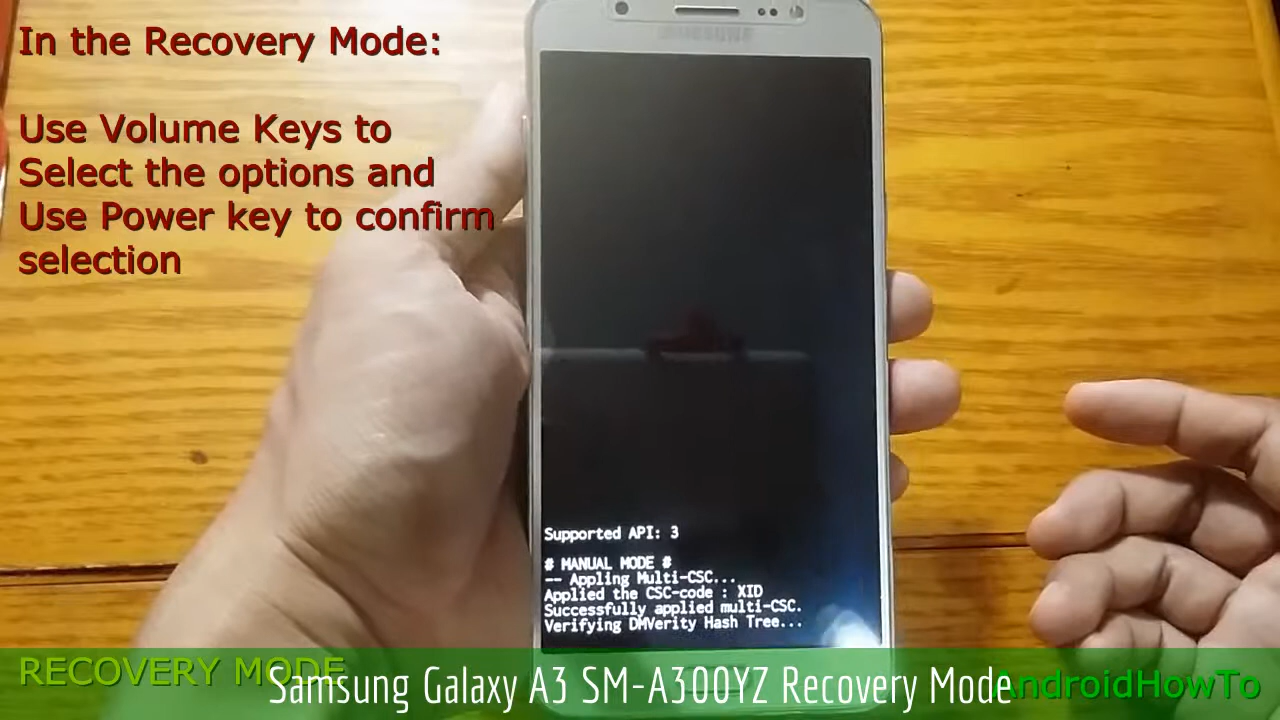 In the Recovery Mode:
Use Volume Keys to
Select the options and
Use Power key to confirm
selection
SAMSUNG
Supported API: 3
# MANUAL MODE #
-- Appling Multi-CSC...
Applied the CSC-code : XID
Successfully applied multi-CSC.
Verifying DMVerity Hash Tree...
RECOVERY MODE
Samsung Galaxy A3 SM-A300YZ Recovery Mode
AndroidHowTo